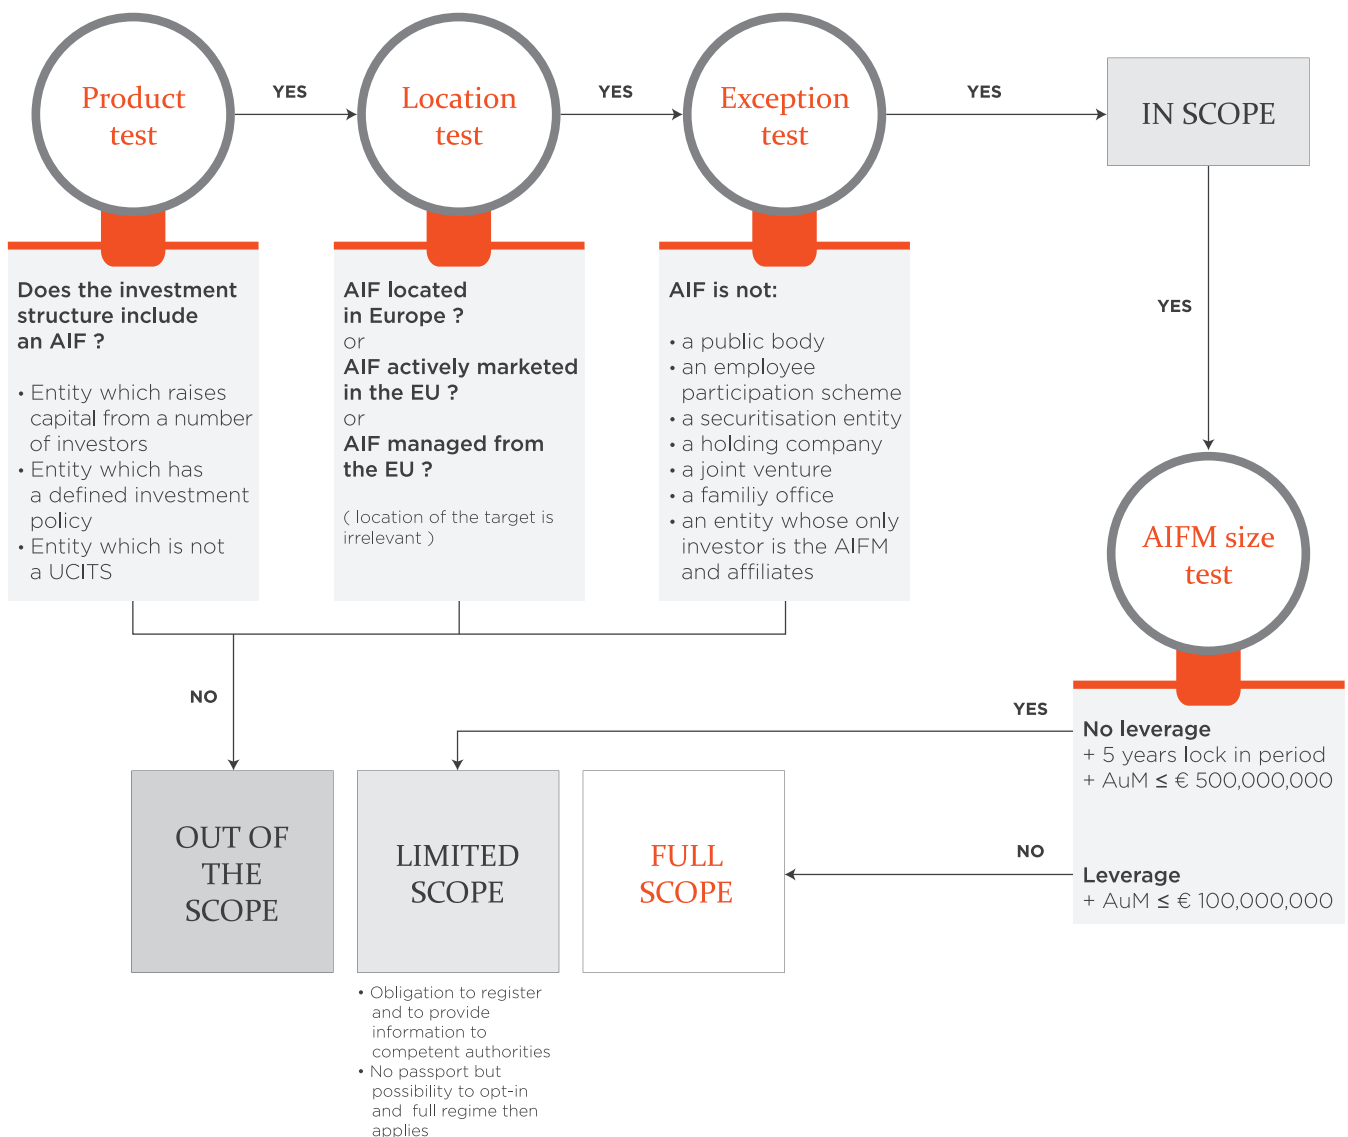 Product
test
YES
Location
test
YES
Exception
test
YES
IN SCOPE
Does the investment
structure include
an AIF ?
• Entity which raises
capital from a number
of investors
• Entity which has
a defined investment
policy
• Entity which is not
a UCITS
AIF located
in Europe ?
or
AIF actively marketed
in the EU ?
or
AIF managed from
the EU ?
( location of the target is
irrelevant )
AIF is not:
• a public body
• an employee
participation scheme
• a securitisation entity
• a holding company
• a joint venture
• a familiy office
• an entity whose only
investor is the AIFM
and affiliates
YES
AIFM size
test
NO
YES
No leverage
+ 5 years lock in period
+ AuM ≤ € 500,000,000
NO
Leverage
+ AuM ≤ € 100,000,000
OUT OF
THE
SCOPE
LIMITED
SCOPE
FULL
SCOPE
• Obligation to register
and to provide
information to
competent authorities
• No passport but
possibility to opt-in
and full regime then
applies